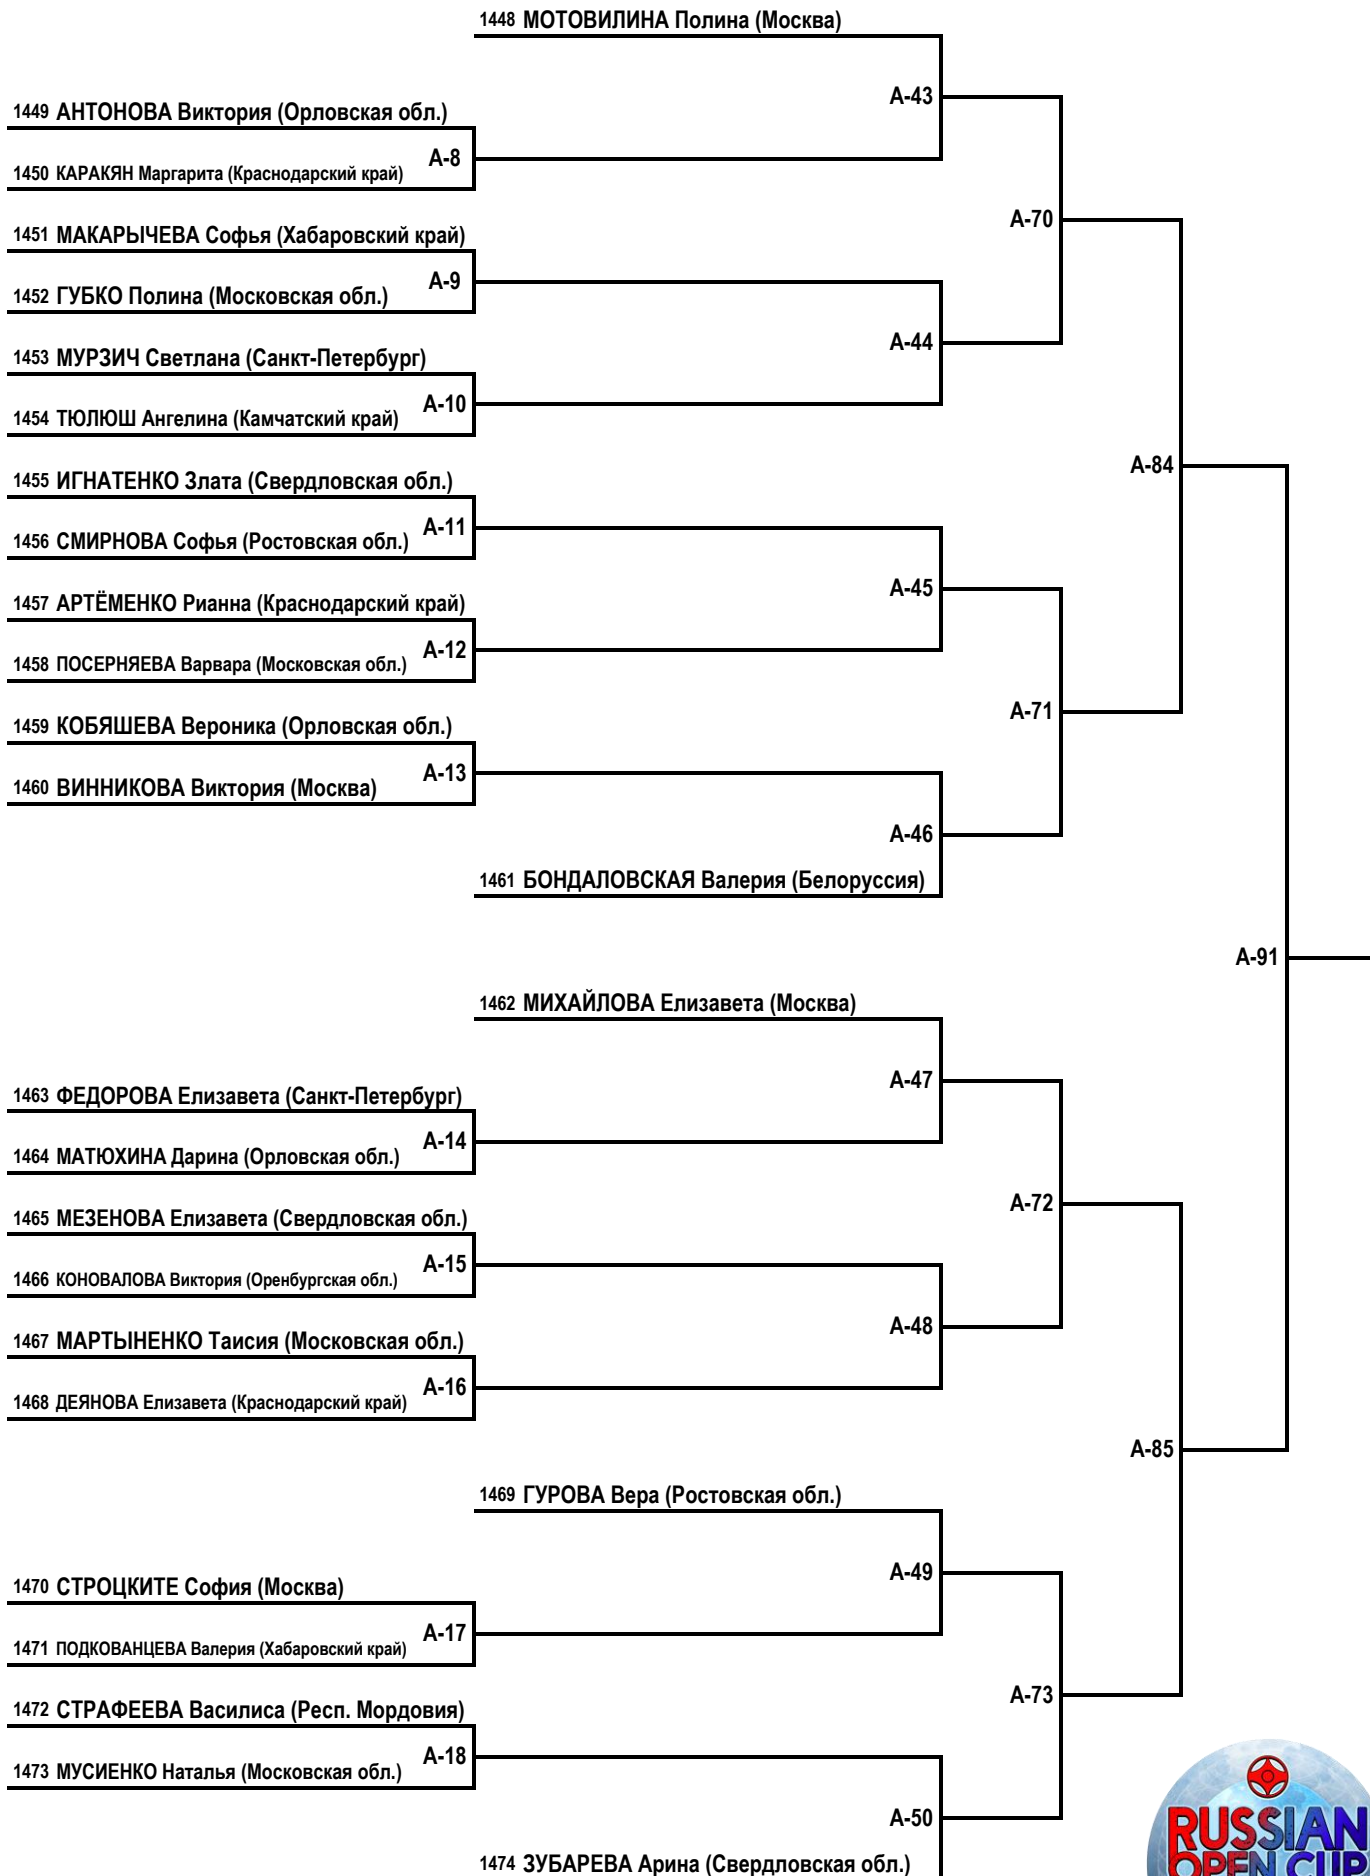 1448 МОТОВИЛИНА Полина (Москва)
A-43
1449 АНТОНОВА Виктория (Орловская обл.)
A-8
1450 КАРАКЯН Маргарита (Краснодарский край)
A-70
1451 МАКАРЫЧЕВА Софья (Хабаровский край)
A-9
1452 ГУБКО Полина (Московская обл.)
A-44
1453 МУРЗИЧ Светлана (Санкт-Петербург)
A-10
1454 ТЮЛЮШ Ангелина (Камчатский край)
A-84
1455 ИГНАТЕНКО Злата (Свердловская обл.)
A-11
1456 СМИРНОВА Софья (Ростовская обл.)
A-45
1457 АРТЁМЕНКО Рианна (Краснодарский край)
A-12
1458 ПОСЕРНЯЕВА Варвара (Московская обл.)
A-71
1459 КОБЯШЕВА Вероника (Орловская обл.)
A-13
1460 ВИННИКОВА Виктория (Москва)
A-46
1461 БОНДАЛОВСКАЯ Валерия (Белоруссия)
A-91
1462 МИХАЙЛОВА Елизавета (Москва)
A-47
1463 ФЕДОРОВА Елизавета (Санкт-Петербург)
A-14
1464 МАТЮХИНА Дарина (Орловская обл.)
A-72
1465 МЕЗЕНОВА Елизавета (Свердловская обл.)
A-15
1466 КОНОВАЛОВА Виктория (Оренбургская обл.)
A-48
1467 МАРТЫНЕНКО Таисия (Московская обл.)
A-16
1468 ДЕЯНОВА Елизавета (Краснодарский край)
A-85
1469 ГУРОВА Вера (Ростовская обл.)
A-49
1470 СТРОЦКИТЕ София (Москва)
A-17
1471 ПОДКОВАНЦЕВА Валерия (Хабаровский край)
A-73
1472 СТРАФЕЕВА Василиса (Респ. Мордовия)
A-18
1473 МУСИЕНКО Наталья (Московская обл.)
A-50
1474 ЗУБАРЕВА Арина (Свердловская обл.)
RUSSIAN
OPEN CUP